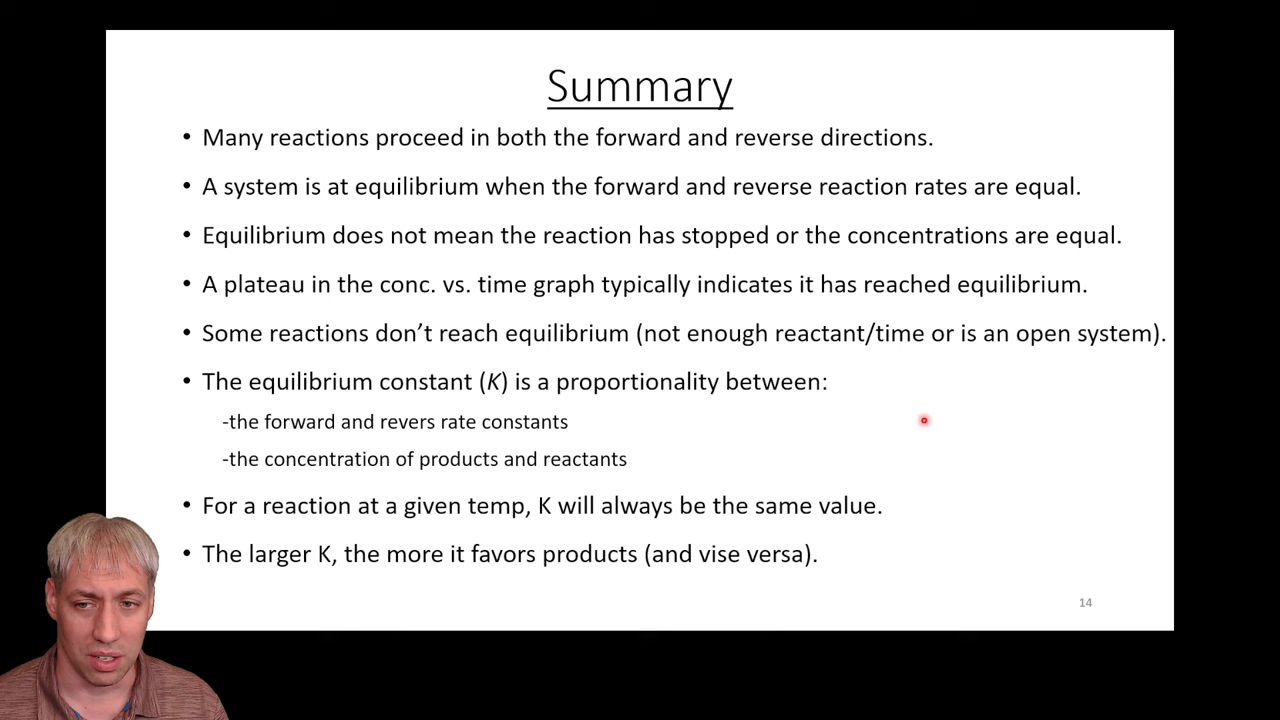 Summary
• Many reactions proceed in both the forward and reverse directions.
• A system is at equilibrium when the forward and reverse reaction rates are equal.
• Equilibrium does not mean the reaction has stopped or the concentrations are equal.
• A plateau in the conc. vs. time graph typically indicates it has reached equilibrium.
• Some reactions don’t reach equilibrium (not enough reactant/time or is an open system).
• The equilibrium constant (K) is a proportionality between:
-the forward and revers rate constants
-the concentration of products and reactants
• For a reaction at a given temp, K will always be the same value.
• The larger K, the more it favors products (and vise versa).
14